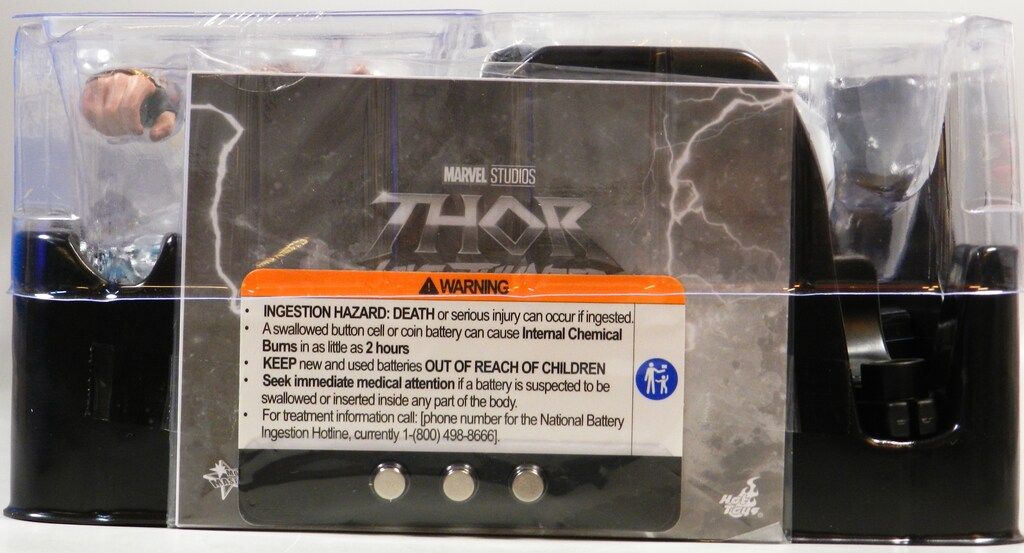 MARVEL STUDIOS
THOR
WARNING
• INGESTION HAZARD: DEATH or serious injury can occur if ingested.
• A swallowed button cell or coin battery can cause Internal Chemical
Burns in as little as 2 hours
• KEEP new and used batteries OUT OF REACH OF CHILDREN
• Seek immediate medical attention if a battery is suspected to be
swallowed or inserted inside any part of the body.
• For treatment information call: [phone number for the National Battery
Ingestion Hotline, currently 1-(800) 498-8666].
Hot
Toys